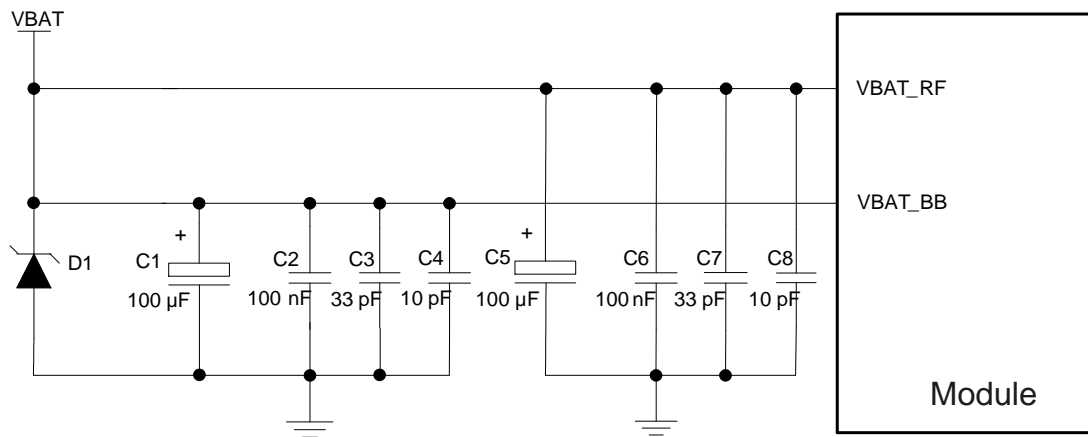 VBAT
VBAT_RF
VBAT_BB
+
+
D1
C1
C2
C3
C4
C5
C6
C7
C8
100 µF
100 nF
33 pF
10 pF
100 µF
100 nF
33 pF
10 pF
Module